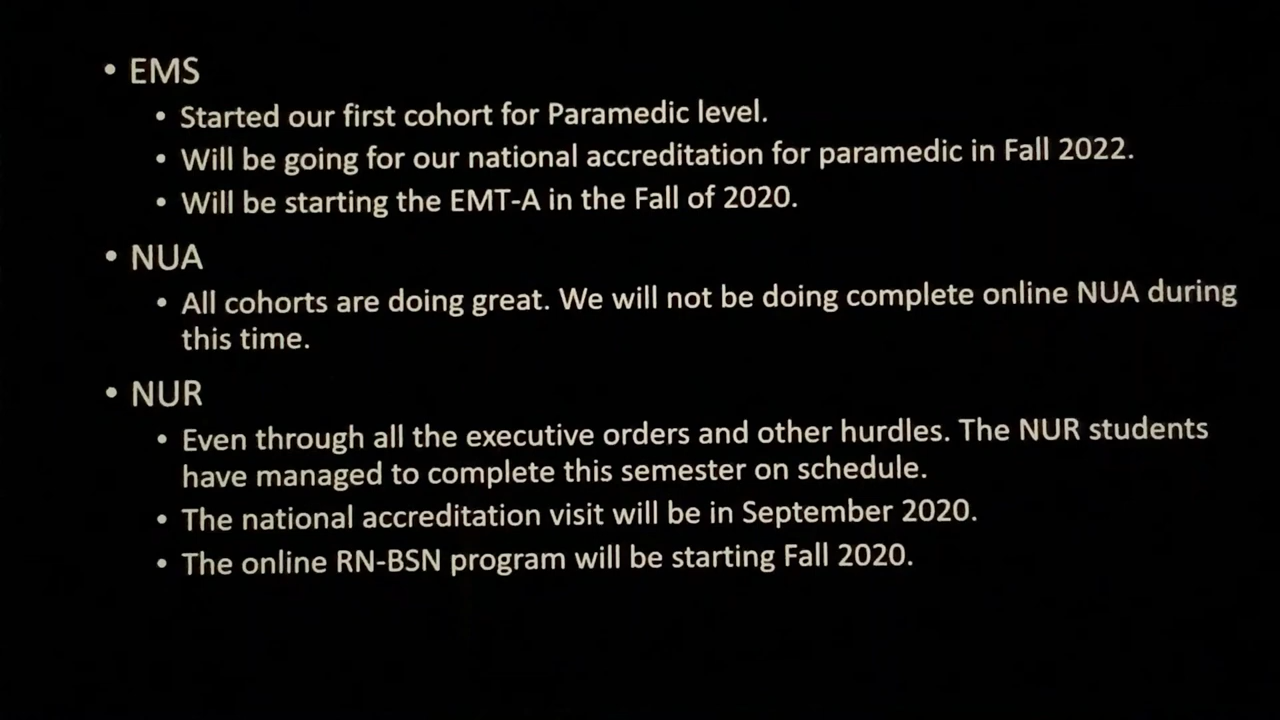 • EMS
• Started our first cohort for Paramedic level.
• Will be going for our national accreditation for paramedic in Fall 2022.
• Will be starting the EMT-A in the Fall of 2020.
• NUA
• All cohorts are doing great. We will not be doing complete online NUA during
this time.
• NUR
• Even through all the executive orders and other hurdles. The NUR students
have managed to complete this semester on schedule.
• The national accreditation visit will be in September 2020.
• The online RN-BSN program will be starting Fall 2020.